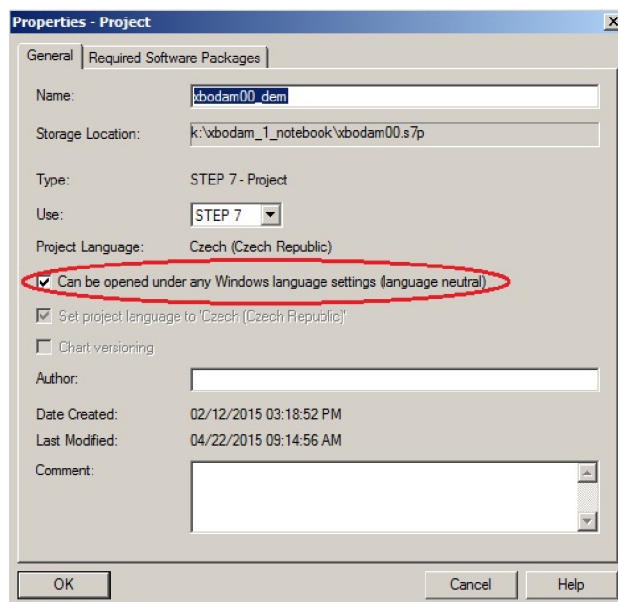 Properties - Project
General Required Software Packages
Name: xbodam00_dem
Storage Location: k:\xbodam_1_notebook\xbodam00.s7p
Type: STEP 7 - Project
Use: STEP 7
Project Language: Czech (Czech Republic)
Can be opened under any Windows language settings (language neutral)
Set project language to 'Czech (Czech Republic)'
Chart versioning
Author:
Date Created: 02/12/2015 03:18:52 PM
Last Modified: 04/22/2015 09:14:56 AM
Comment:
OK Cancel Help